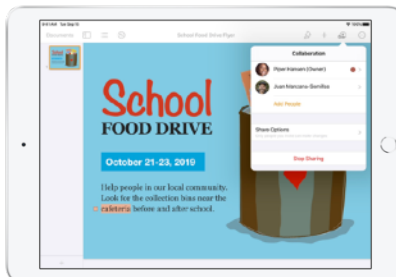 Documents
School Food Drive Flyer
Collaboration
(Owner)
Add People
Share Options
Stop Sharing
School
FOOD DRIVE
October 21-23, 2019
Help people in our local community.
Look for the collection bins near the
cafeteria before and after school.